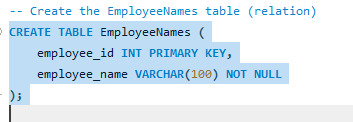 -- Create the EmployeeNames table (relation)
CREATE TABLE EmployeeNames (
    employee_id INT PRIMARY KEY,
    employee_name VARCHAR(100) NOT NULL
);